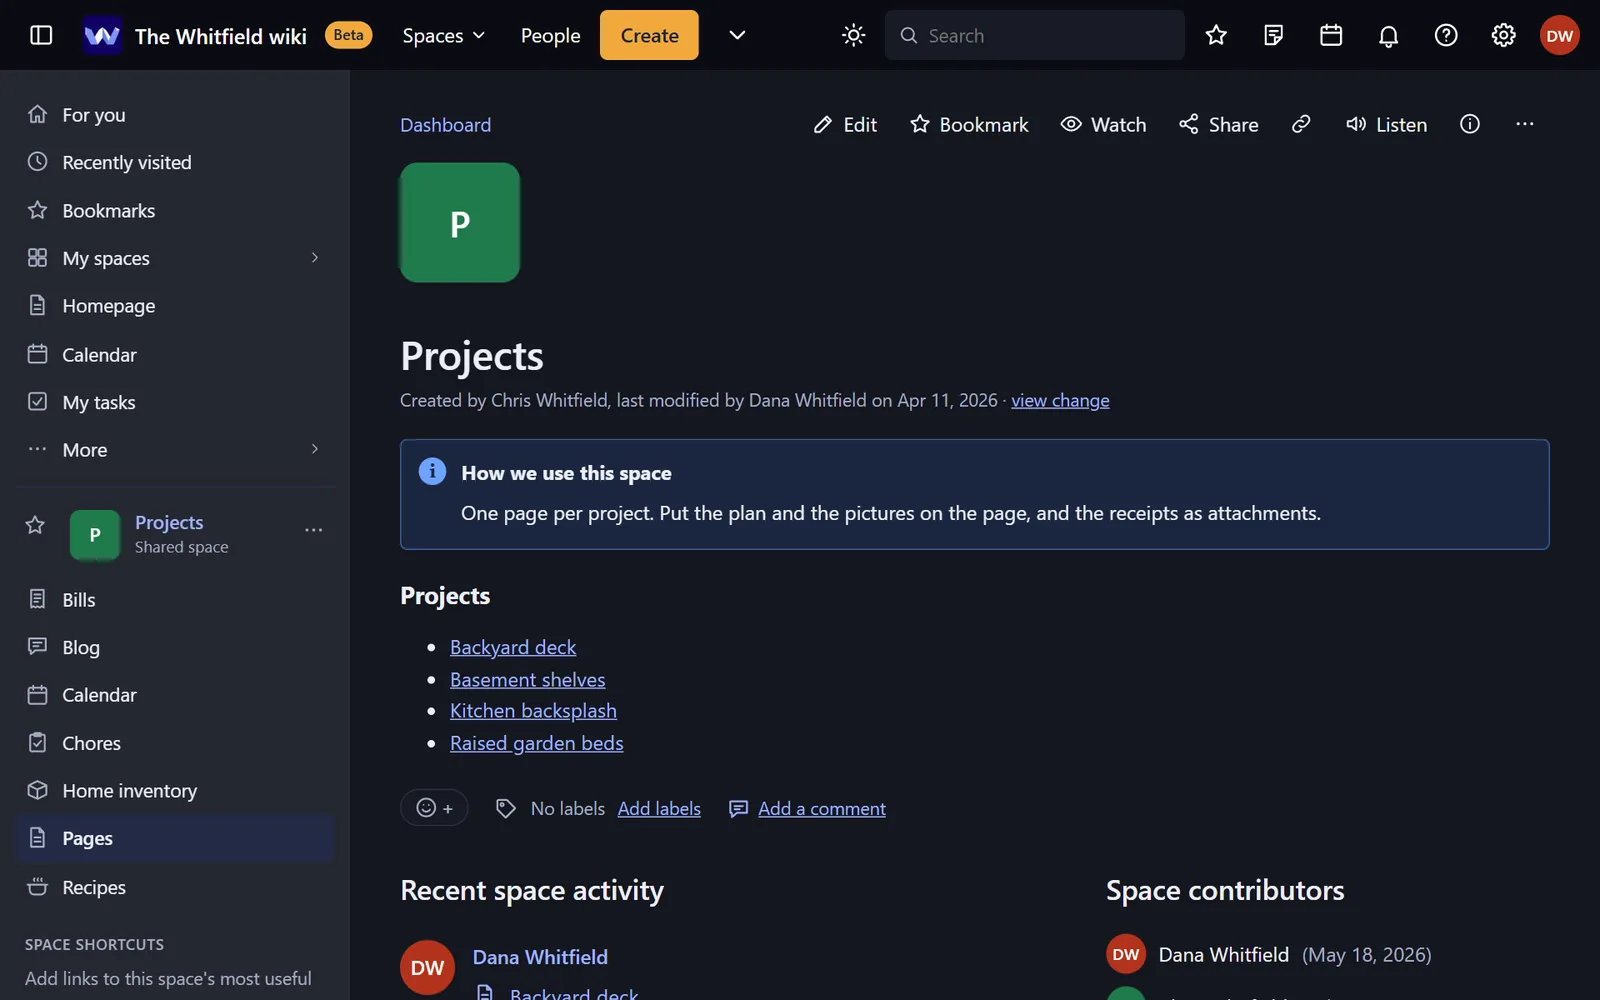 The Whitfield wiki Beta Spaces People Create Search DW
For you
Recently visited
Bookmarks
My spaces
Homepage
Calendar
My tasks
More
P Projects
Shared space
Bills
Blog
Calendar
Chores
Home inventory
Pages
Recipes
SPACE SHORTCUTS
Add links to this space's most useful
Dashboard Edit Bookmark Watch Share Listen
P
Projects
Created by Chris Whitfield, last modified by Dana Whitfield on Apr 11, 2026 · view change
How we use this space
One page per project. Put the plan and the pictures on the page, and the receipts as attachments.
Projects
Backyard deck
Basement shelves
Kitchen backsplash
Raised garden beds
No labels Add labels Add a comment
Recent space activity
DW Dana Whitfield
Backyard deck
Space contributors
DW Dana Whitfield (May 18, 2026)